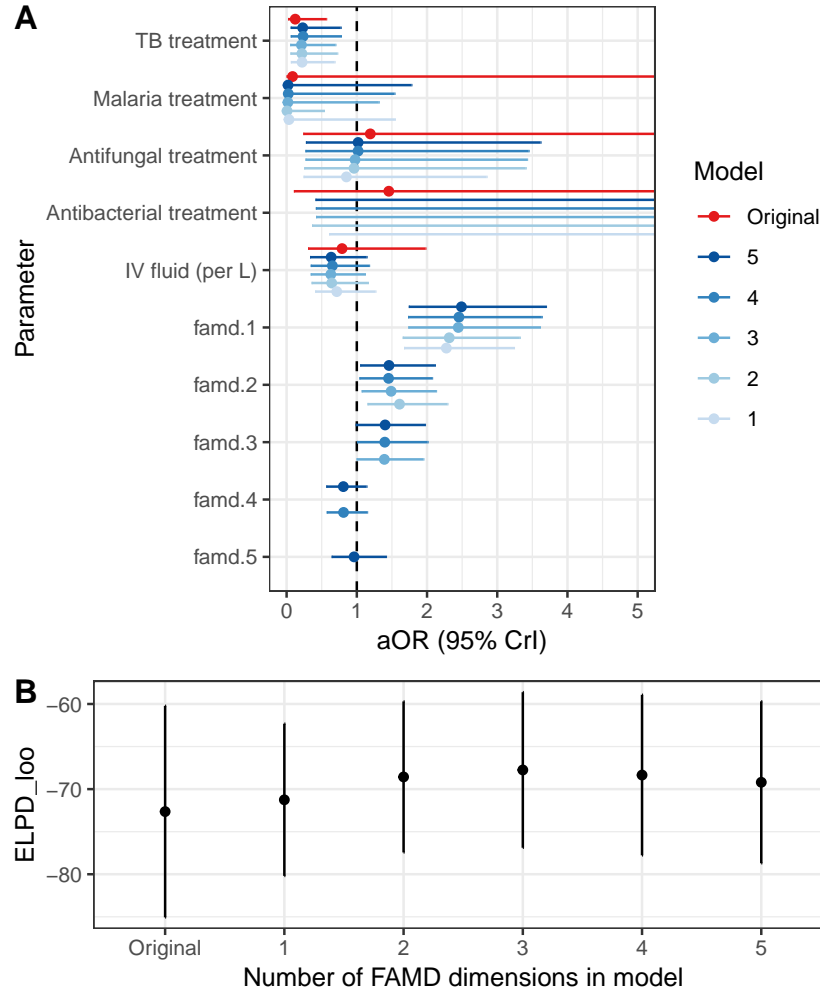 A
TB treatment
Malaria treatment
Antifungal treatment
Antibacterial treatment
IV fluid (per L)
famd.1
famd.2
famd.3
famd.4
famd.5
Parameter
0 1 2 3 4 5
aOR (95% CrI)
Model
Original
5
4
3
2
1
B
−60
−70
−80
ELPD_loo
Original 1 2 3 4 5
Number of FAMD dimensions in model